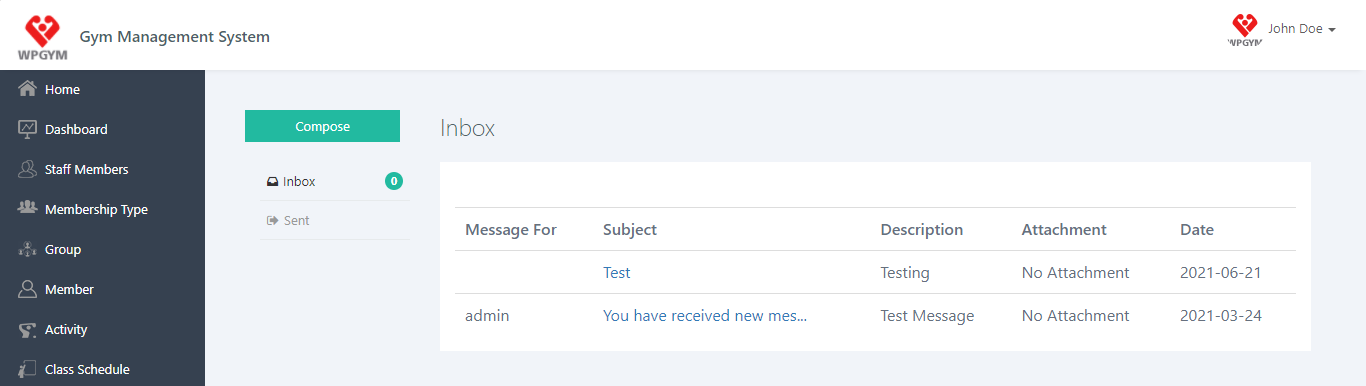 WPGYM
Gym Management System
WPGYM
John Doe
Home
Dashboard
Staff Members
Membership Type
Group
Member
Activity
Class Schedule
Compose
Inbox 0
Sent
Inbox
Message For Subject Description Attachment Date
Test Testing No Attachment 2021-06-21
admin You have received new mes... Test Message No Attachment 2021-03-24